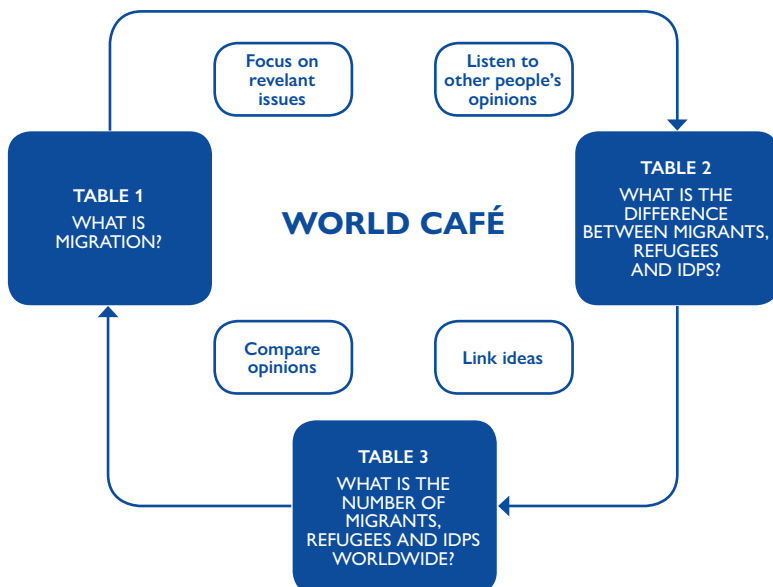 Focus on
revelant
issues
Listen to
other people's
opinions
TABLE 1
WHAT IS
MIGRATION?
WORLD CAFÉ
TABLE 2
WHAT IS THE
DIFFERENCE
BETWEEN MIGRANTS,
REFUGEES
AND IDPS?
Compare
opinions
Link ideas
TABLE 3
WHAT IS THE
NUMBER OF
MIGRANTS,
REFUGEES AND IDPS
WORLDWIDE?